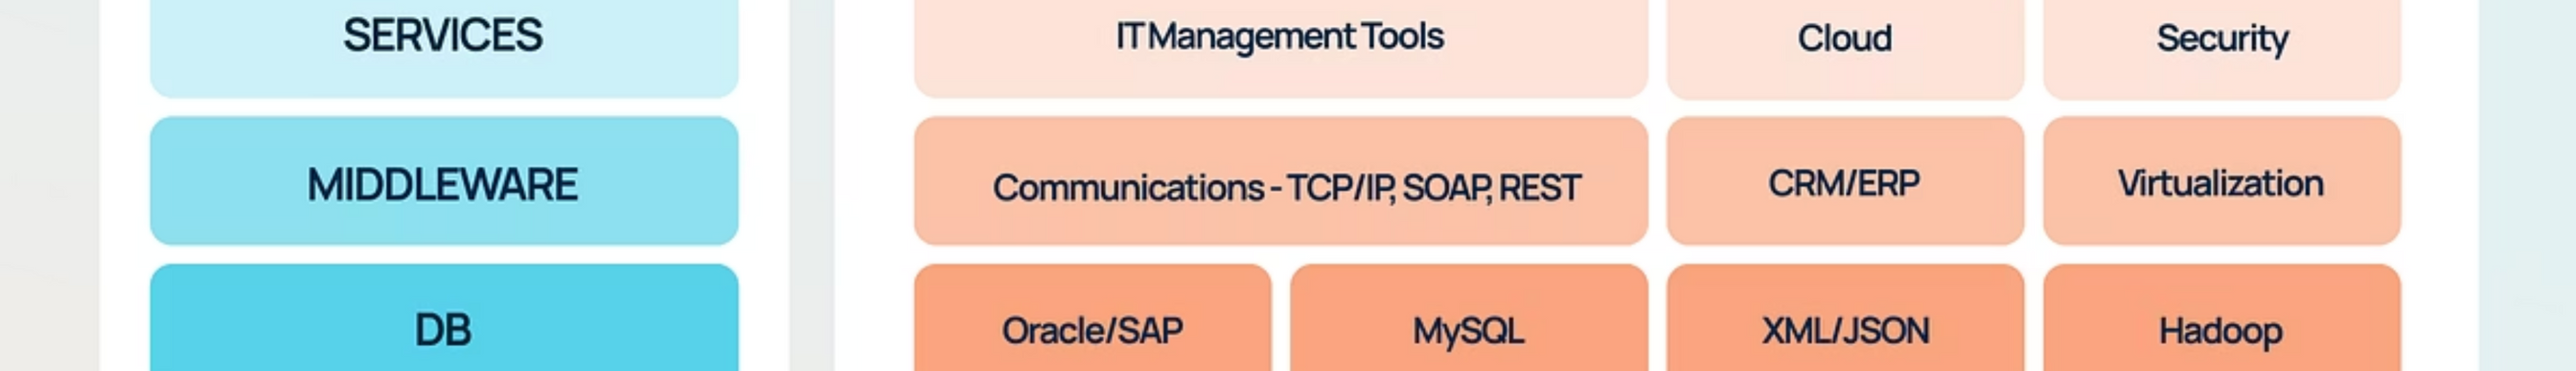 SERVICES
IT Management Tools
Cloud
Security
MIDDLEWARE
Communications - TCP/IP, SOAP, REST
CRM/ERP
Virtualization
DB
Oracle/SAP
MySQL
XML/JSON
Hadoop